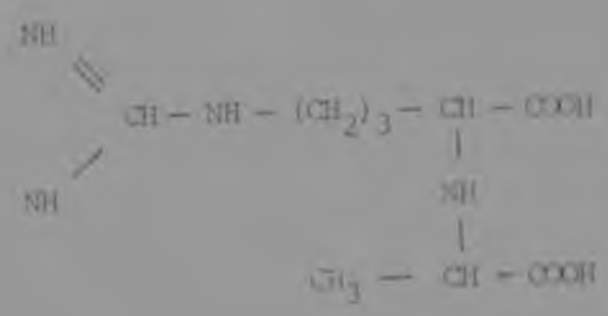 NH
CH — NH — (CH2)3 — CH — COOH
NH
NH
CH3 — CH — COOH